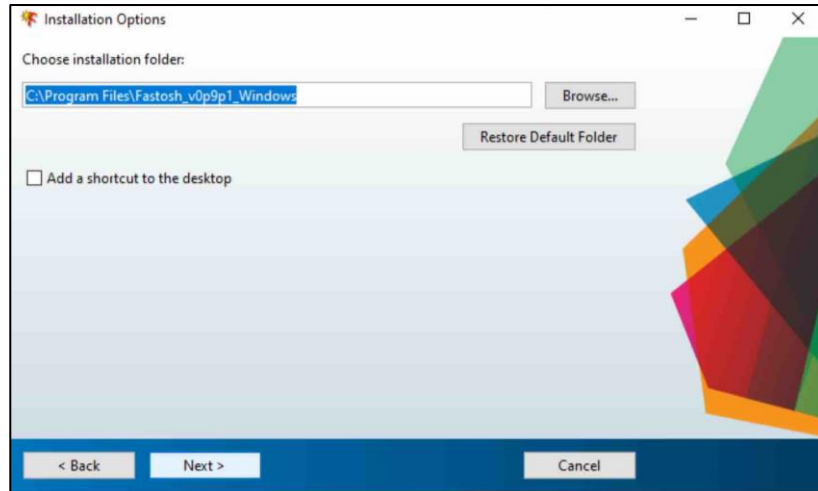 Installation Options
Choose installation folder:
C:\Program Files\Fastosh_v0p9p1_Windows
Browse...
Restore Default Folder
Add a shortcut to the desktop
< Back
Next >
Cancel